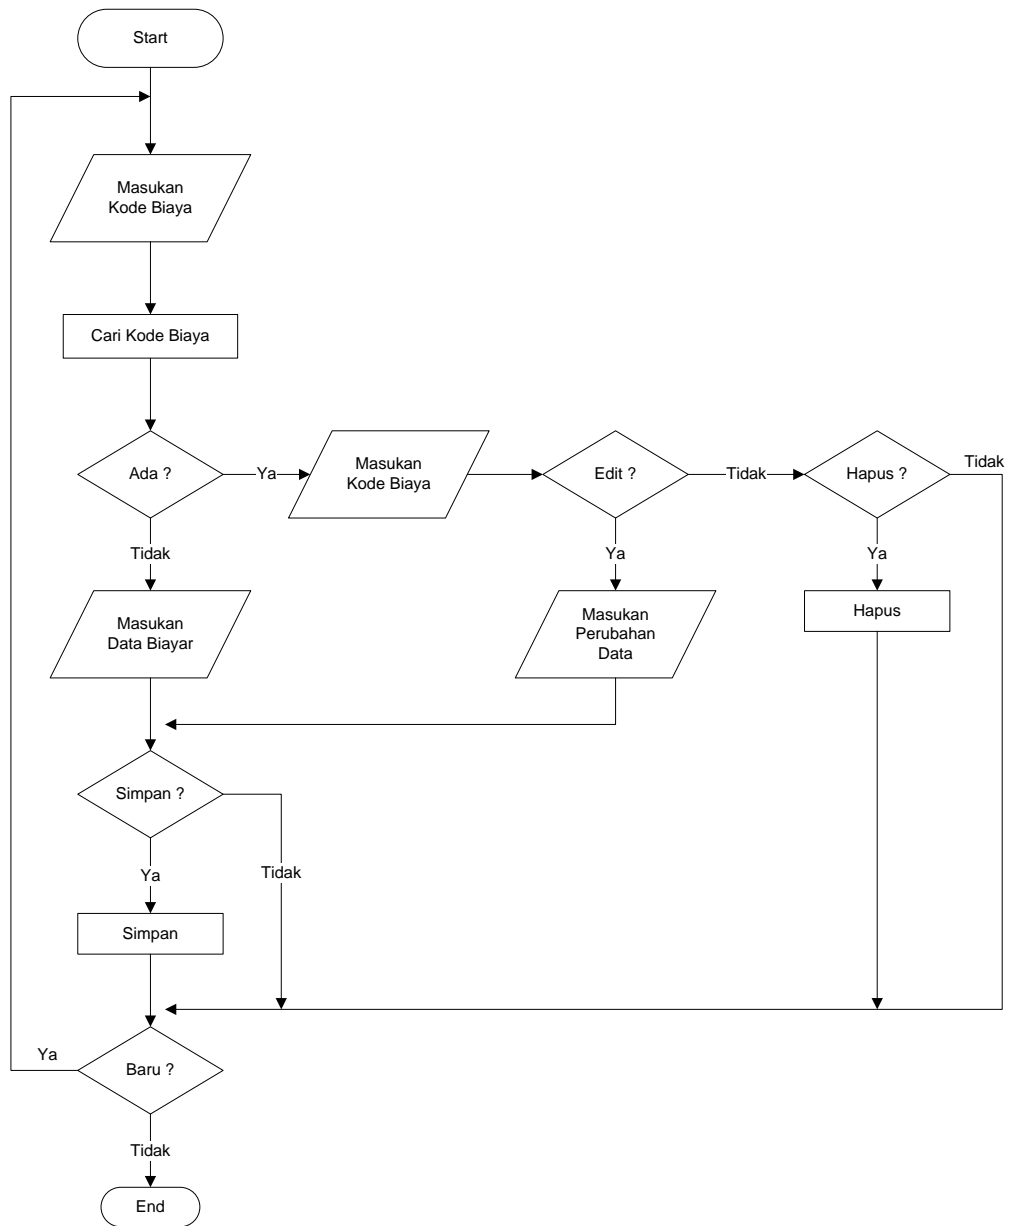 Start
Masukan
Kode Biaya
Cari Kode Biaya
Ada ?
Ya
Masukan
Kode Biaya
Edit ?
Tidak
Hapus ?
Tidak
Tidak
Ya
Ya
Masukan
Data Biayar
Masukan
Perubahan
Data
Hapus
Simpan ?
Ya
Tidak
Simpan
Ya
Baru ?
Tidak
End